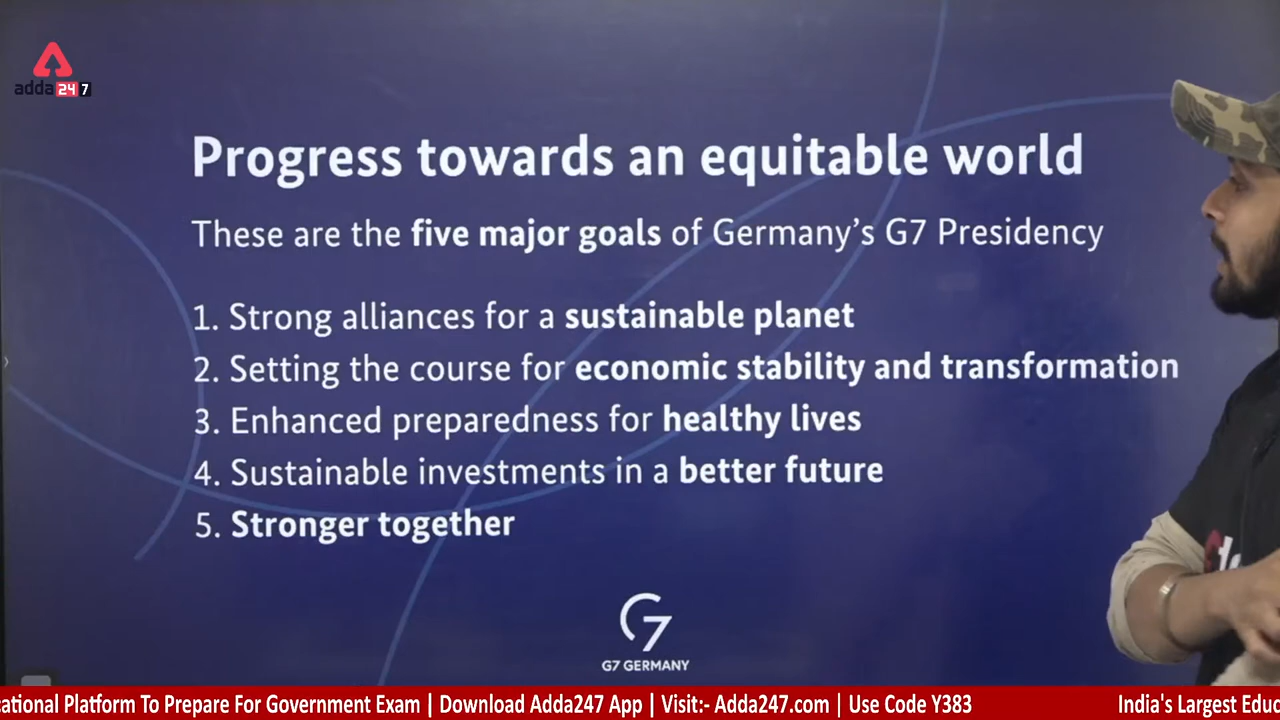 adda 24 7
Progress towards an equitable world
These are the five major goals of Germany's G7 Presidency
1. Strong alliances for a sustainable planet
2. Setting the course for economic stability and transformation
3. Enhanced preparedness for healthy lives
4. Sustainable investments in a better future
5. Stronger together
G7
G7 GERMANY
cational Platform To Prepare For Government Exam | Download Adda247 App | Visit:- Adda247.com | Use Code Y383 India's Largest Educ